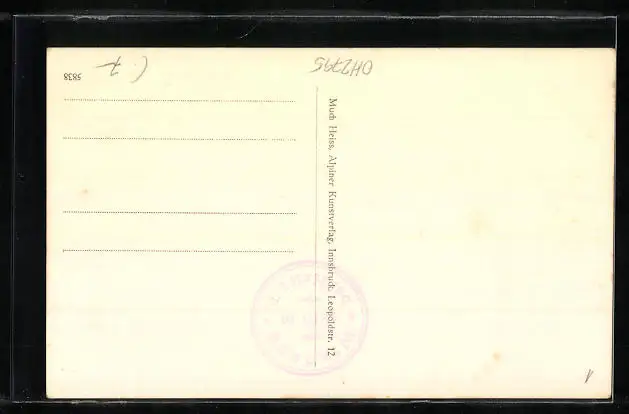 5838
7
OH2795
Much Heiss, Alpiner Kunstverlag, Innsbruck, Leopoldstr. 12